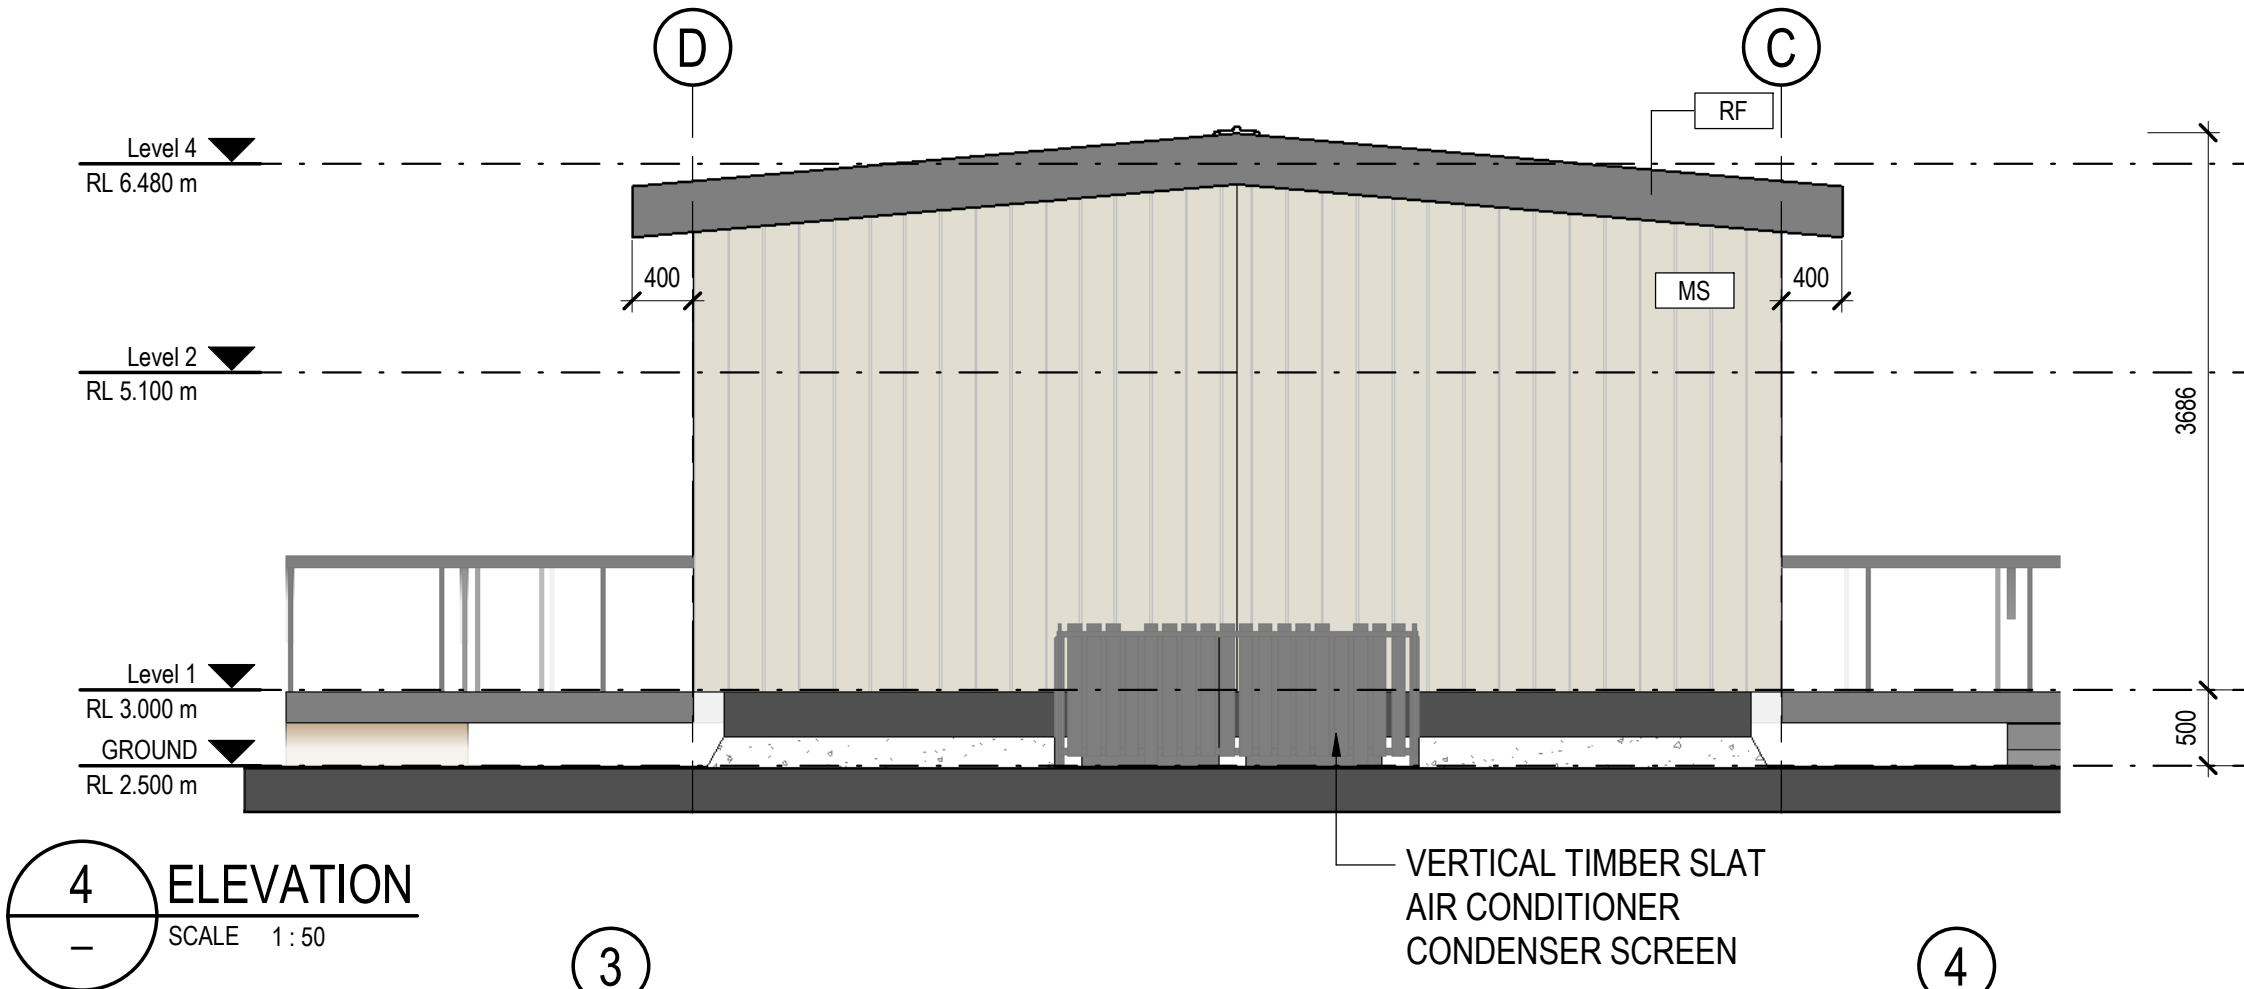 D
C
RF
Level 4
RL 6.480 m
400
MS
400
Level 2
RL 5.100 m
3686
Level 1
RL 3.000 m
500
GROUND
RL 2.500 m
VERTICAL TIMBER SLAT
AIR CONDITIONER
CONDENSER SCREEN
4
ELEVATION
–
SCALE 1 : 50
3
4